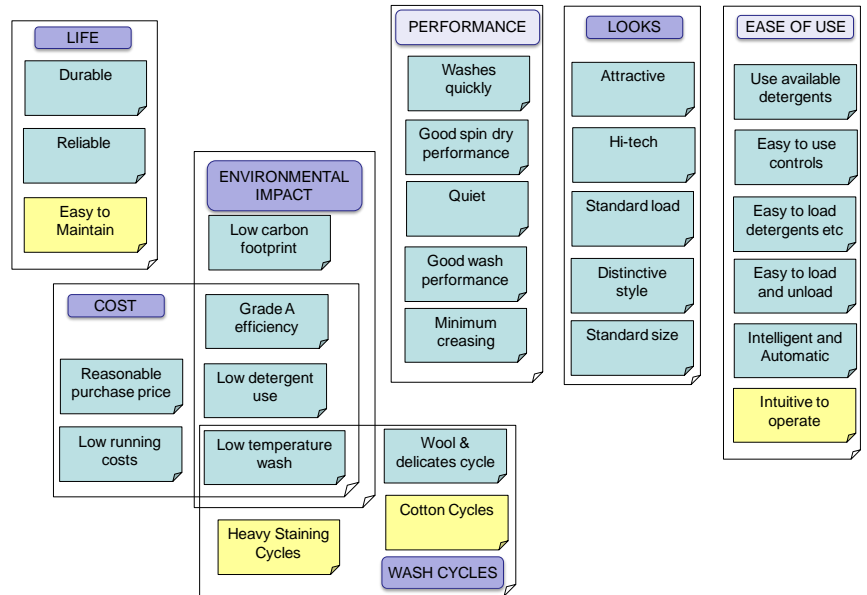 LIFE
Durable
Reliable
Easy to
Maintain
ENVIRONMENTAL
IMPACT
Low carbon
footprint
COST
Grade A
efficiency
Reasonable
purchase price
Low detergent
use
Low running
costs
Low temperature
wash
Wool &
delicates cycle
Cotton Cycles
Heavy Staining
Cycles
WASH CYCLES
PERFORMANCE
Washes
quickly
Good spin dry
performance
Quiet
Good wash
performance
Minimum
creasing
LOOKS
Attractive
Hi-tech
Standard load
Distinctive
style
Standard size
EASE OF USE
Use available
detergents
Easy to use
controls
Easy to load
detergents etc
Easy to load
and unload
Intelligent and
Automatic
Intuitive to
operate